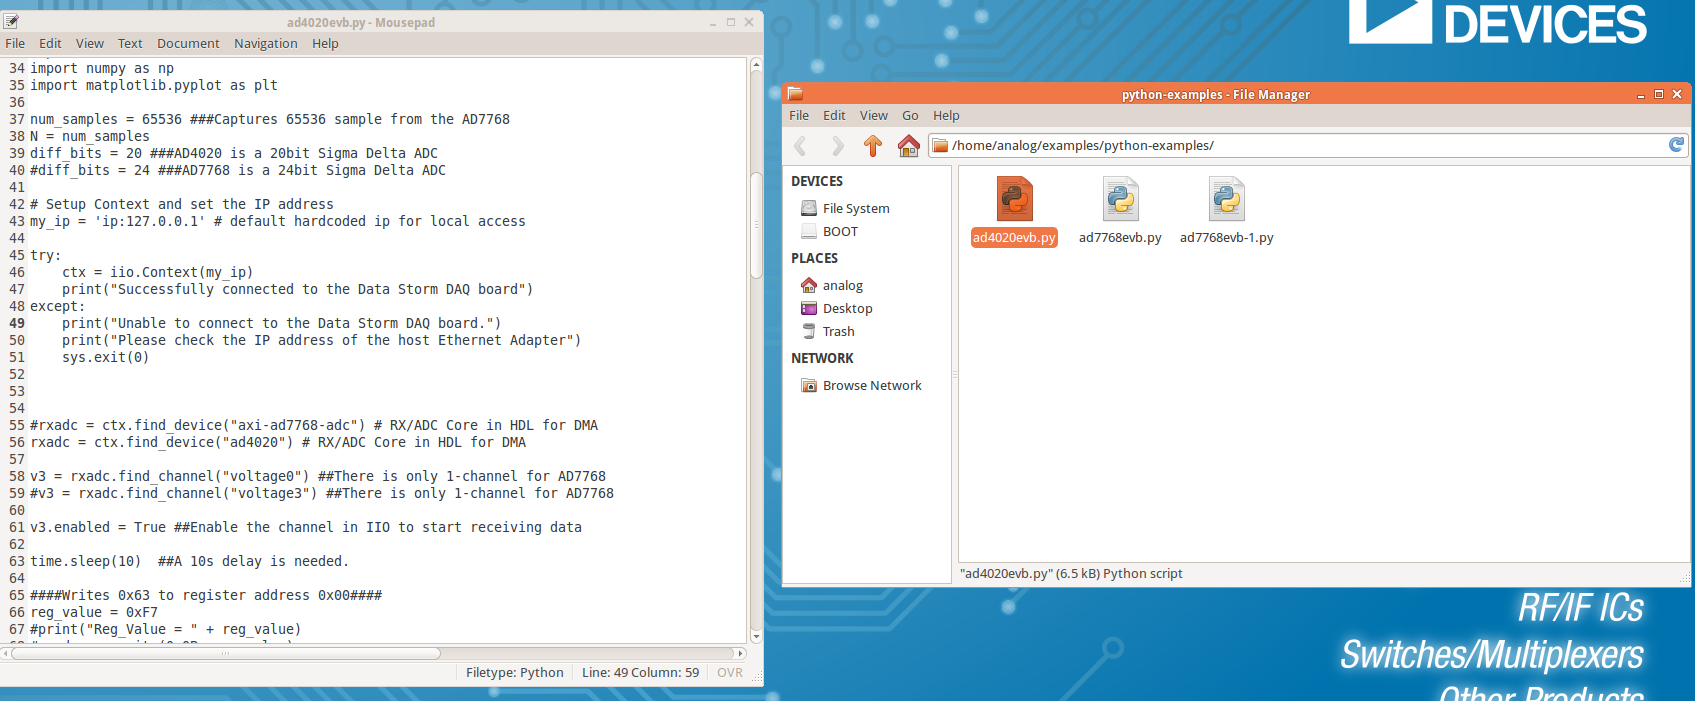 ad4020evb.py - Mousepad
File Edit View Text Document Navigation Help
34 import numpy as np
35 import matplotlib.pyplot as plt
36
37 num_samples = 65536 ###Captures 65536 sample from the AD7768
38 N = num_samples
39 diff_bits = 20 ###AD4020 is a 20bit Sigma Delta ADC
40 #diff_bits = 24 ###AD7768 is a 24bit Sigma Delta ADC
41
42 # Setup Context and set the IP address
43 my_ip = 'ip:127.0.0.1' # default hardcoded ip for local access
44
45 try:
46     ctx = iio.Context(my_ip)
47     print("Successfully connected to the Data Storm DAQ board")
48 except:
49     print("Unable to connect to the Data Storm DAQ board.")
50     print("Please check the IP address of the host Ethernet Adapter")
51     sys.exit(0)
52
53
54
55 #rxadc = ctx.find_device("axi-ad7768-adc") # RX/ADC Core in HDL for DMA
56 rxadc = ctx.find_device("ad4020") # RX/ADC Core in HDL for DMA
57
58 v3 = rxadc.find_channel("voltage0") ##There is only 1-channel for AD7768
59 #v3 = rxadc.find_channel("voltage3") ##There is only 1-channel for AD7768
60
61 v3.enabled = True ##Enable the channel in IIO to start receiving data
62
63 time.sleep(10)  ##A 10s delay is needed.
64
65 ####Writes 0x63 to register address 0x00####
66 reg_value = 0xF7
67 #print("Reg_Value = " + reg_value)
Filetype: Python Line: 49 Column: 59 OVR
DEVICES
python-examples - File Manager
File Edit View Go Help
/home/analog/examples/python-examples/
DEVICES
File System
BOOT
PLACES
analog
Desktop
Trash
NETWORK
Browse Network
ad4020evb.py ad7768evb.py ad7768evb-1.py
"ad4020evb.py" (6.5 kB) Python script
RF/IF ICs
Switches/Multiplexers
Other Products